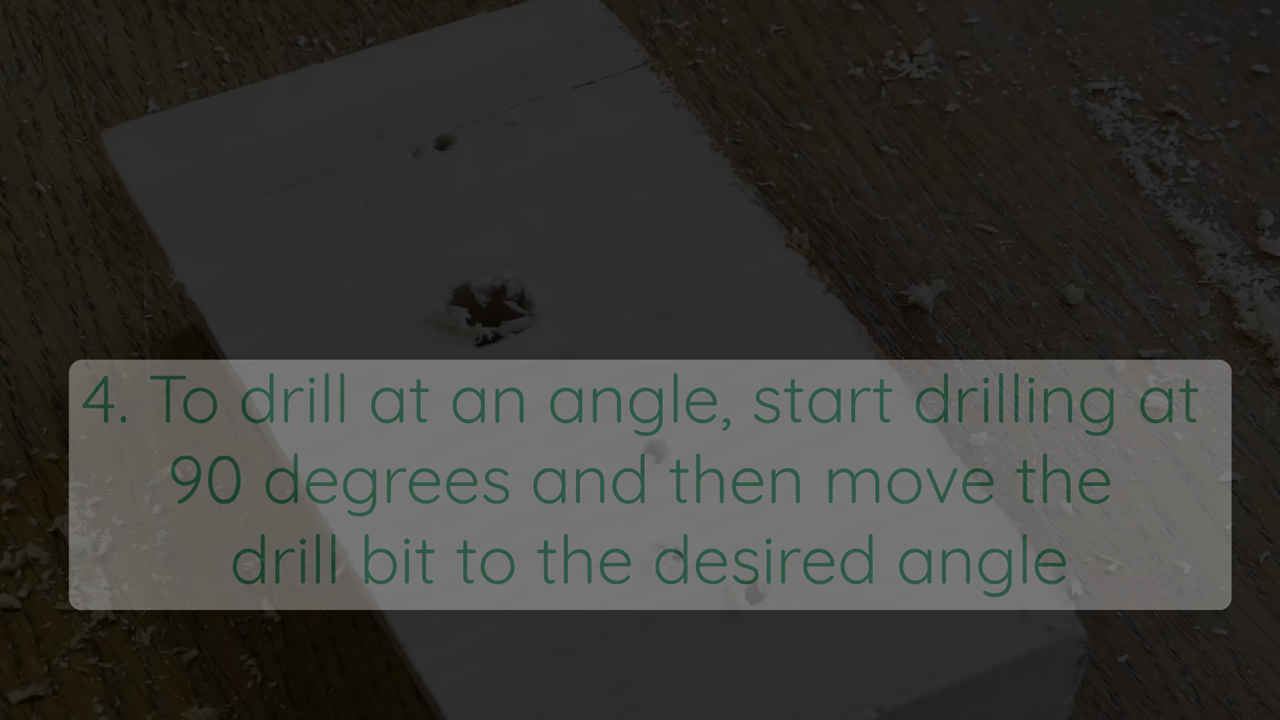 4. To drill at an angle, start drilling at
90 degrees and then move the
drill bit to the desired angle